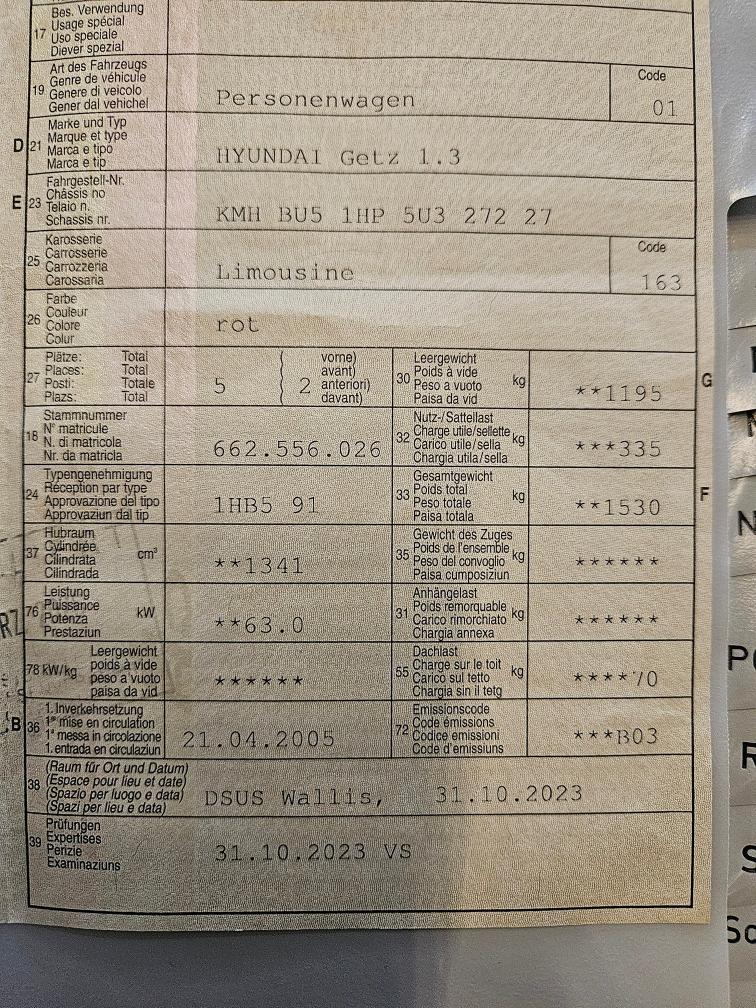 17 Bes. Verwendung
Usage spécial
Uso speciale
Diever spezial
19 Art des Fahrzeugs
Genre de véhicule
Genere di veicolo
Gener dal vehichel
Personenwagen
Code
01
D 21 Marke und Typ
Marque et type
Marca e tipo
Marca e tip
HYUNDAI Getz 1.3
E 23 Fahrgestell-Nr.
Châssis no
Telaio n.
Schassis nr.
KMH BU5 1HP 5U3 272 27
25 Karosserie
Carrosserie
Carrozzeria
Carossaria
Limousine
Code
163
26 Farbe
Couleur
Colore
Colur
rot
27 Plätze: Total
Places: Total
Posti: Totale
Plazs: Total
5 ( 2 vorne)
avant)
anteriori)
davant)
30 Leergewicht
Poids à vide
Peso a vuoto
Paisa da vid
kg
**1195
G
18 Stammnummer
N° matricule
N. di matricola
Nr. da matricla
662.556.026
32 Nutz-/Sattellast
Charge utile/sellette
Carico utile/sella
Chargia utila/sella
kg
***335
24 Typengenehmigung
Réception par type
Approvazione del tipo
Approvaziun dal tip
1HB5 91
33 Gesamtgewicht
Poids total
Peso totale
Paisa totala
kg
**1530
F
37 Hubraum
Cylindrée
Cilindrata
Cilindrada
cm³
**1341
35 Gewicht des Zuges
Poids de l'ensemble
Peso del convoglio
Paisa cumposiziun
kg
******
76 Leistung
Puissance
Potenza
Prestaziun
kW
**63.0
31 Anhängelast
Poids remorquable
Carico rimorchiato
Chargia annexa
kg
******
78 kW/kg Leergewicht
poids à vide
peso a vuoto
paisa da vid
******
55 Dachlast
Charge sur le toit
Carico sul tetto
Chargia sin il tetg
kg
****70
B 36 1. Inverkehrsetzung
1re mise en circulation
1a messa in circolazione
1. entrada en circulaziun
21.04.2005
72 Emissionscode
Code émissions
Codice emissioni
Code d'emissiuns
***B03
38 (Raum für Ort und Datum)
(Espace pour lieu et date)
(Spazio per luogo e data)
(Spazi per lieu e data)
DSUS Wallis, 31.10.2023
39 Prüfungen
Expertises
Perizie
Examinaziuns
31.10.2023 VS